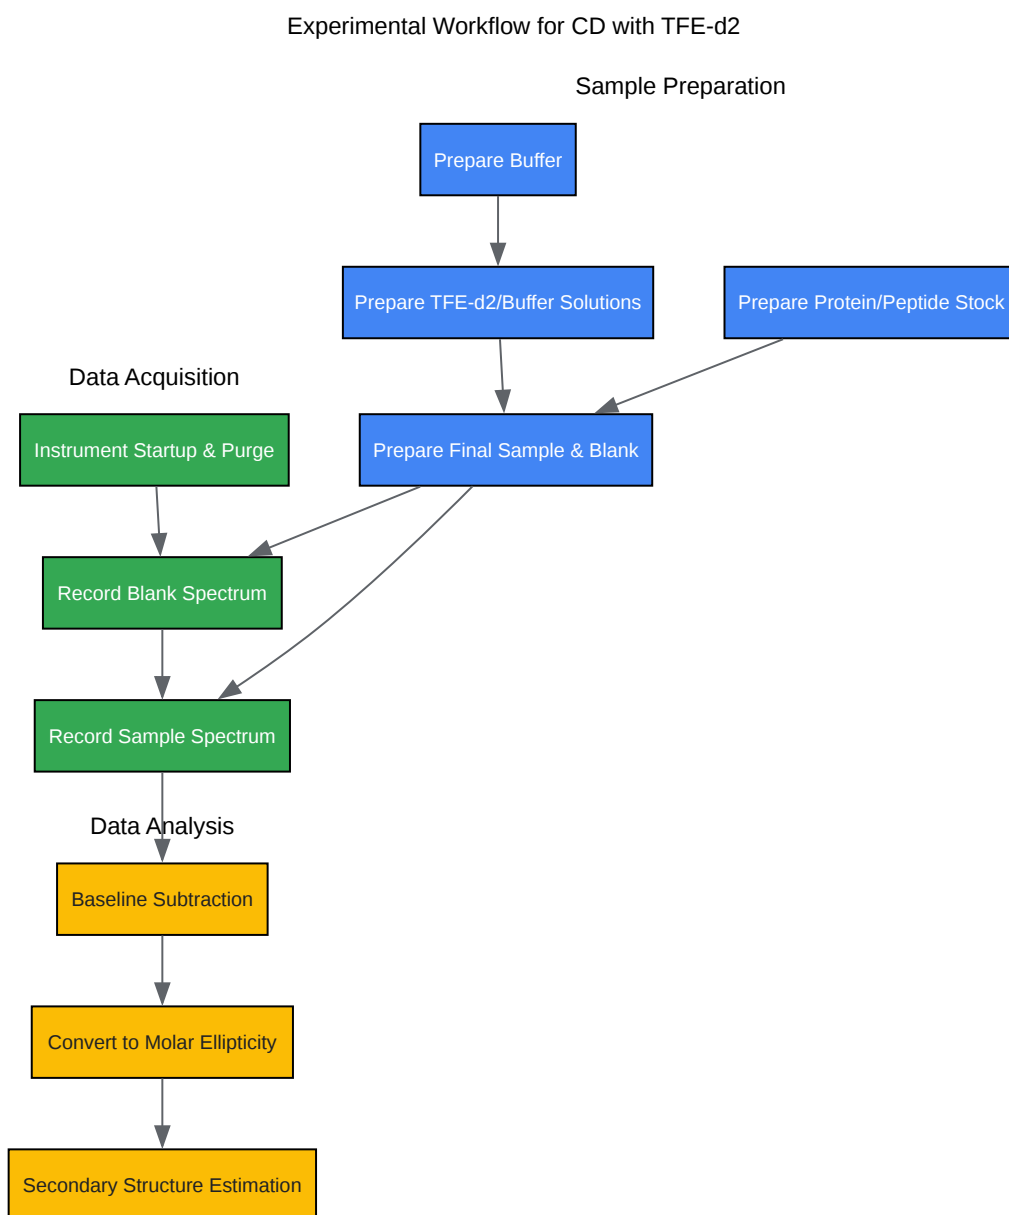 Experimental Workflow for CD with TFE-d2
Sample Preparation
Prepare Buffer
Prepare TFE-d2/Buffer Solutions
Prepare Protein/Peptide Stock
Data Acquisition
Instrument Startup & Purge
Prepare Final Sample & Blank
Record Blank Spectrum
Record Sample Spectrum
Data Analysis
Baseline Subtraction
Convert to Molar Ellipticity
Secondary Structure Estimation